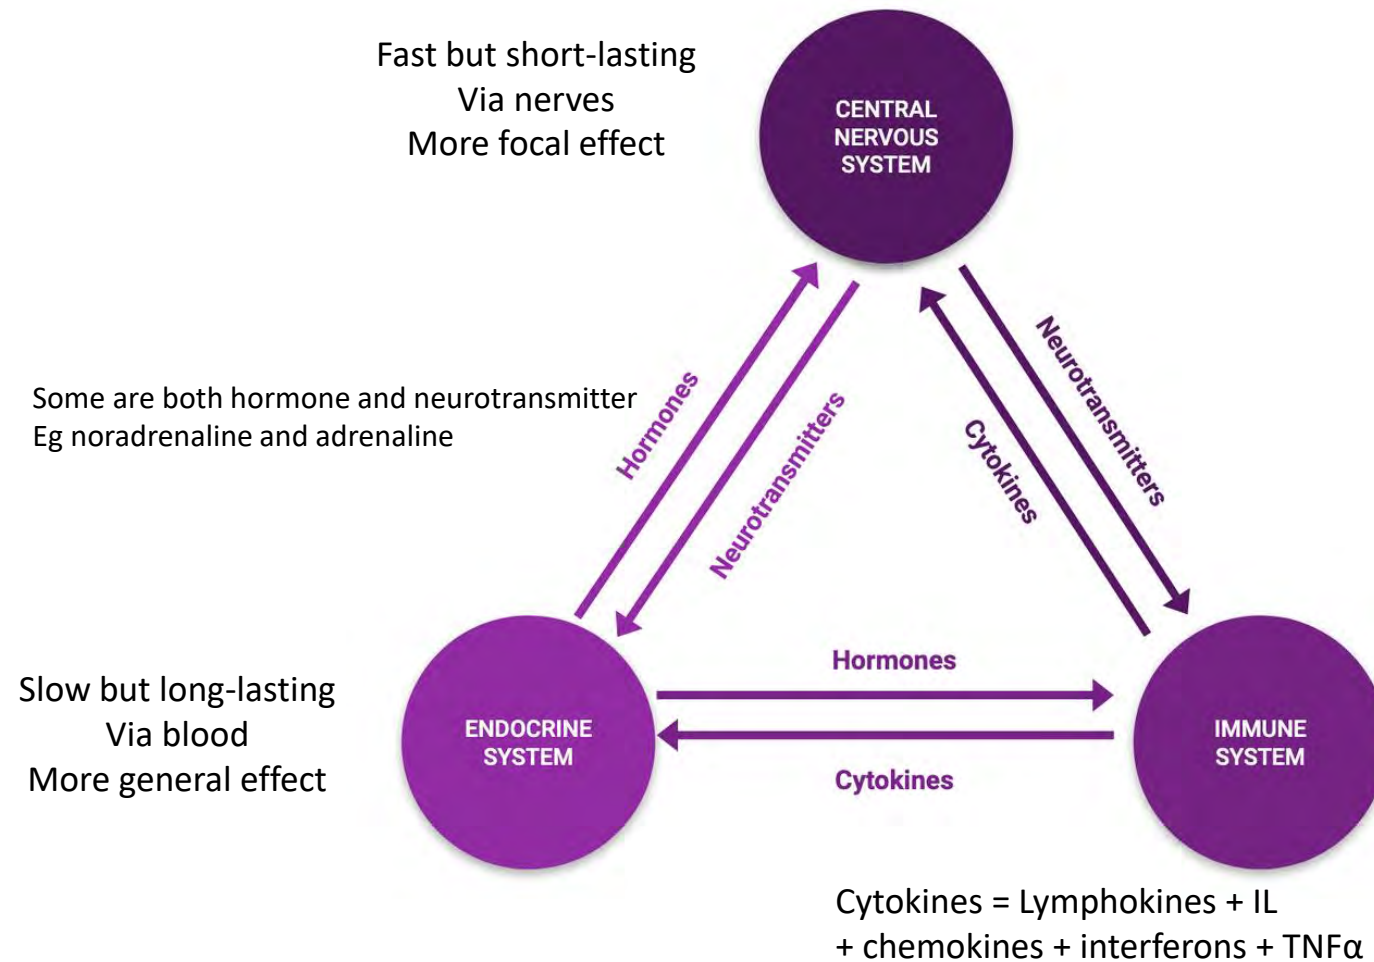 Fast but short-lasting
Via nerves
More focal effect
CENTRAL
NERVOUS
SYSTEM
Some are both hormone and neurotransmitter
Eg noradrenaline and adrenaline
Hormones
Neurotransmitters
Cytokines
Neurotransmitters
Slow but long-lasting
Via blood
More general effect
ENDOCRINE
SYSTEM
Hormones
Cytokines
IMMUNE
SYSTEM
Cytokines = Lymphokines + IL
+ chemokines + interferons + TNFα